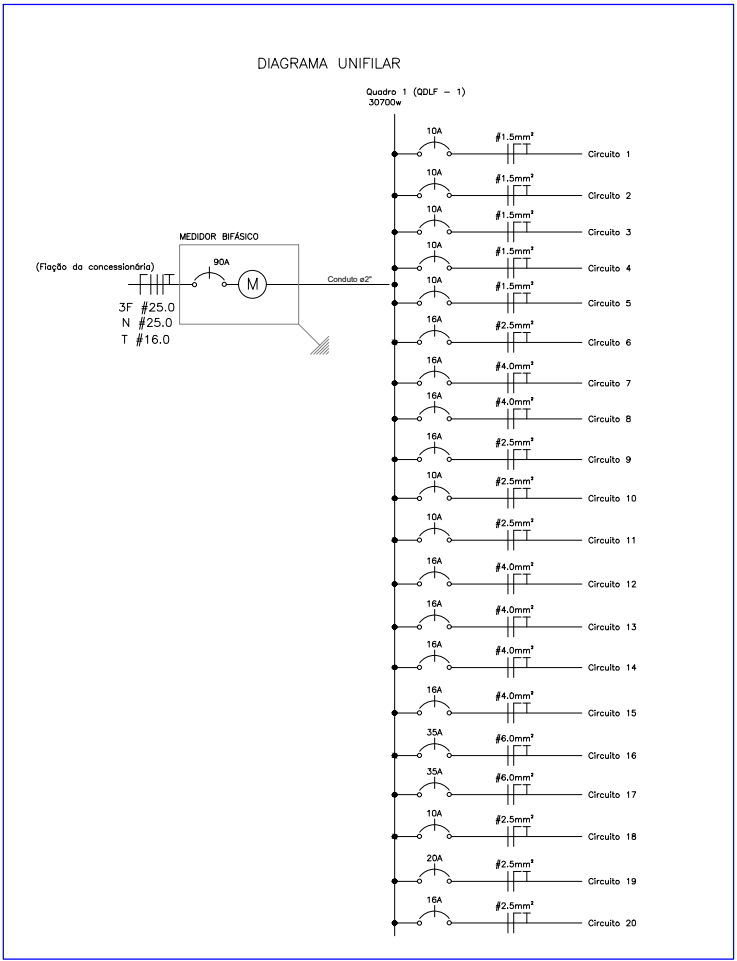 DIAGRAMA UNIFILAR
Quadro 1 (QDLF - 1)
30700w
10A
#1.5mm²
Circuito 1
10A
#1.5mm²
Circuito 2
10A
#1.5mm²
Circuito 3
MEDIDOR BIFÁSICO
(Fiação da concessionária)
90A
M
Conduto ø2"
3F #25.0
N #25.0
T #16.0
10A
#1.5mm²
Circuito 4
10A
#1.5mm²
Circuito 5
16A
#2.5mm²
Circuito 6
16A
#4.0mm²
Circuito 7
16A
#4.0mm²
Circuito 8
16A
#2.5mm²
Circuito 9
10A
#2.5mm²
Circuito 10
10A
#2.5mm²
Circuito 11
16A
#4.0mm²
Circuito 12
16A
#4.0mm²
Circuito 13
16A
#4.0mm²
Circuito 14
16A
#4.0mm²
Circuito 15
35A
#6.0mm²
Circuito 16
35A
#6.0mm²
Circuito 17
10A
#2.5mm²
Circuito 18
20A
#2.5mm²
Circuito 19
16A
#2.5mm²
Circuito 20